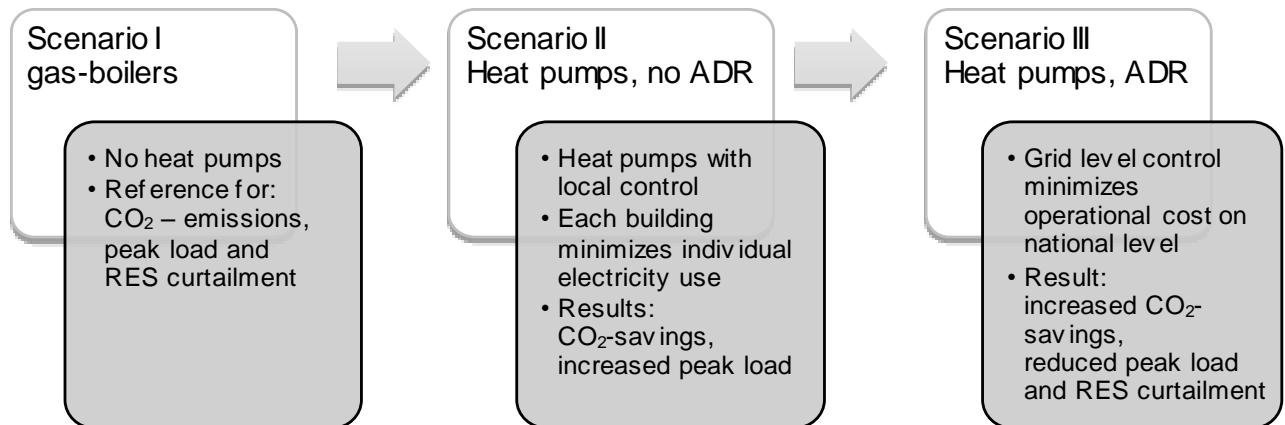 Scenario I
gas-boilers
• No heat pumps
• Reference for:
CO₂ – emissions,
peak load and
RES curtailment
Scenario II
Heat pumps, no ADR
• Heat pumps with
local control
• Each building
minimizes individual
electricity use
• Results:
CO₂-savings,
increased peak load
Scenario III
Heat pumps, ADR
• Grid level control
minimizes
operational cost on
national level
• Result:
increased CO₂-
savings,
reduced peak load
and RES curtailment